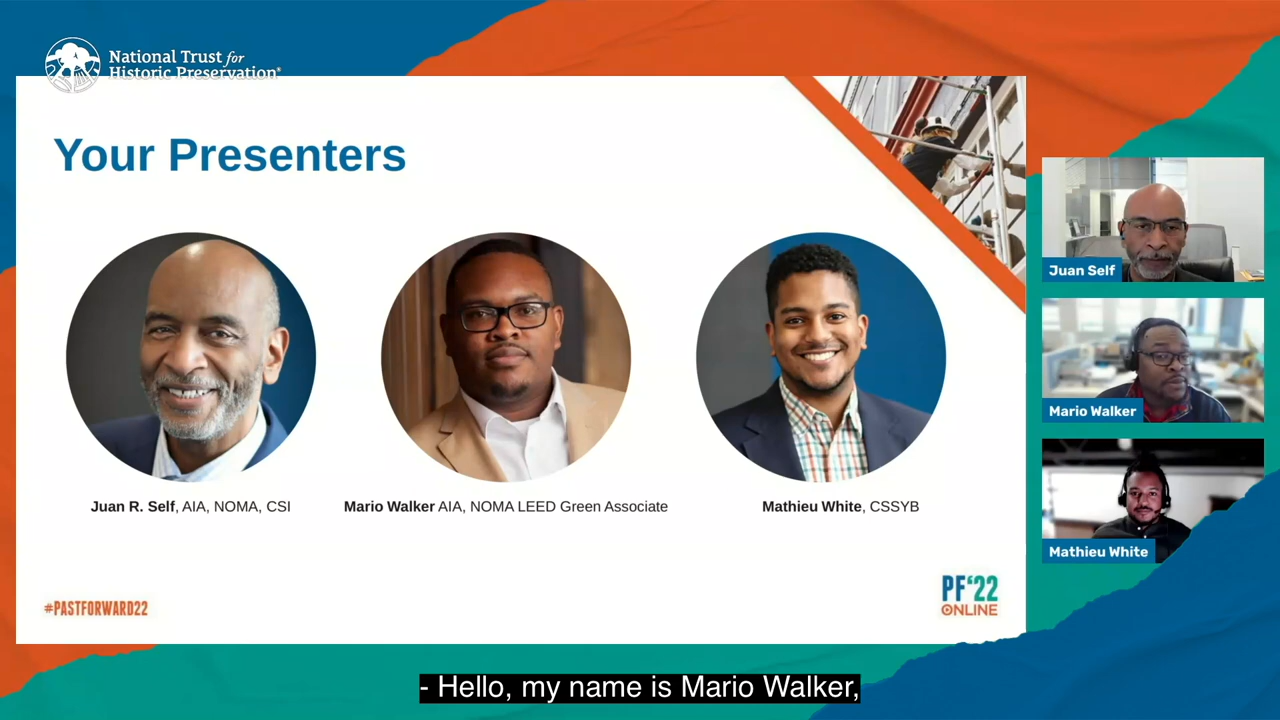 National Trust for
Historic Preservation®
Your Presenters
Juan R. Self, AIA, NOMA, CSI
Mario Walker AIA, NOMA LEED Green Associate
Mathieu White, CSSYB
#PASTFORWARD22
PF‘22
ONLINE
Juan Self
Mario Walker
Mathieu White
- Hello, my name is Mario Walker,